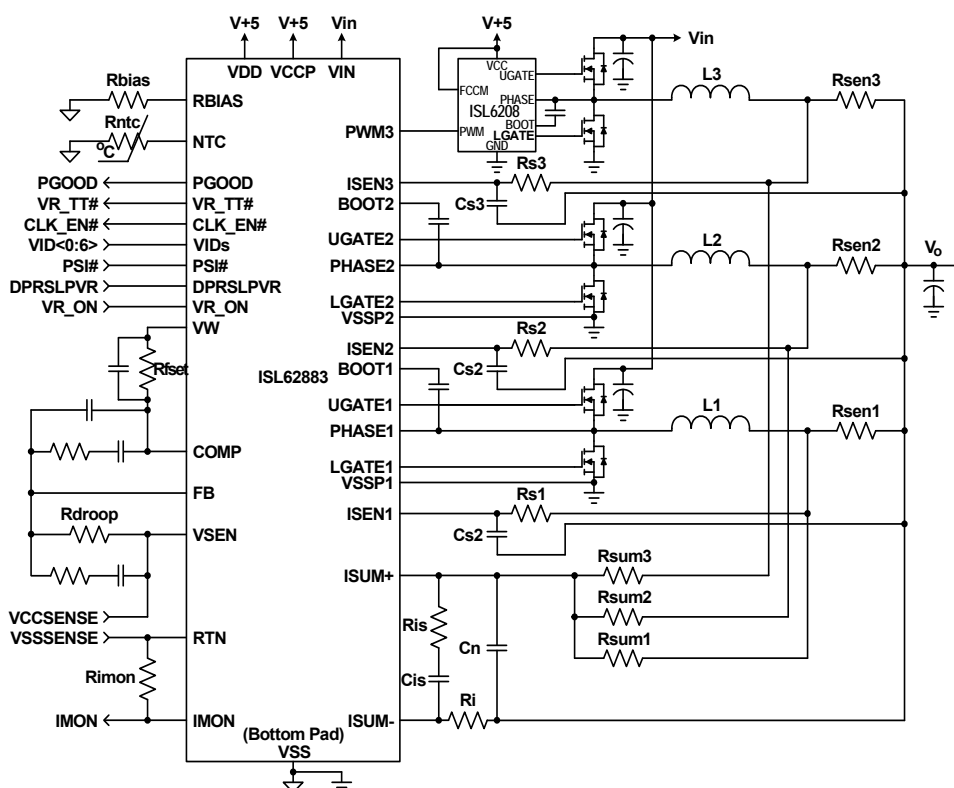 V+5 V+5 Vin
VDD VCCP VIN
Rbias
RBIAS
Rntc
°C
NTC
PGOOD PGOOD
VR_TT# VR_TT#
CLK_EN# CLK_EN#
VID<0:6> VIDs
PSI# PSI#
DPRSLPVR DPRSLPVR
VR_ON VR_ON
VW
Rfset
COMP
FB
Rdroop
VSEN
VCCSENSE
VSSSENSE RTN
Rimon
IMON IMON
(Bottom Pad)
VSS
ISL62883
PWM3
ISEN3
BOOT2
UGATE2
PHASE2
LGATE2
VSSP2
ISEN2
BOOT1
UGATE1
PHASE1
LGATE1
VSSP1
ISEN1
ISUM+
ISUM-
V+5
VCC
UGATE
FCCM
PHASE
ISL6208
BOOT
PWM
LGATE
GND
Vin
L3 Rsen3
Rs3
Cs3
L2 Rsen2
Vo
Rs2
Cs2
L1 Rsen1
Rs1
Cs2
Rsum3
Rsum2
Rsum1
Ris
Cn
Cis
Ri